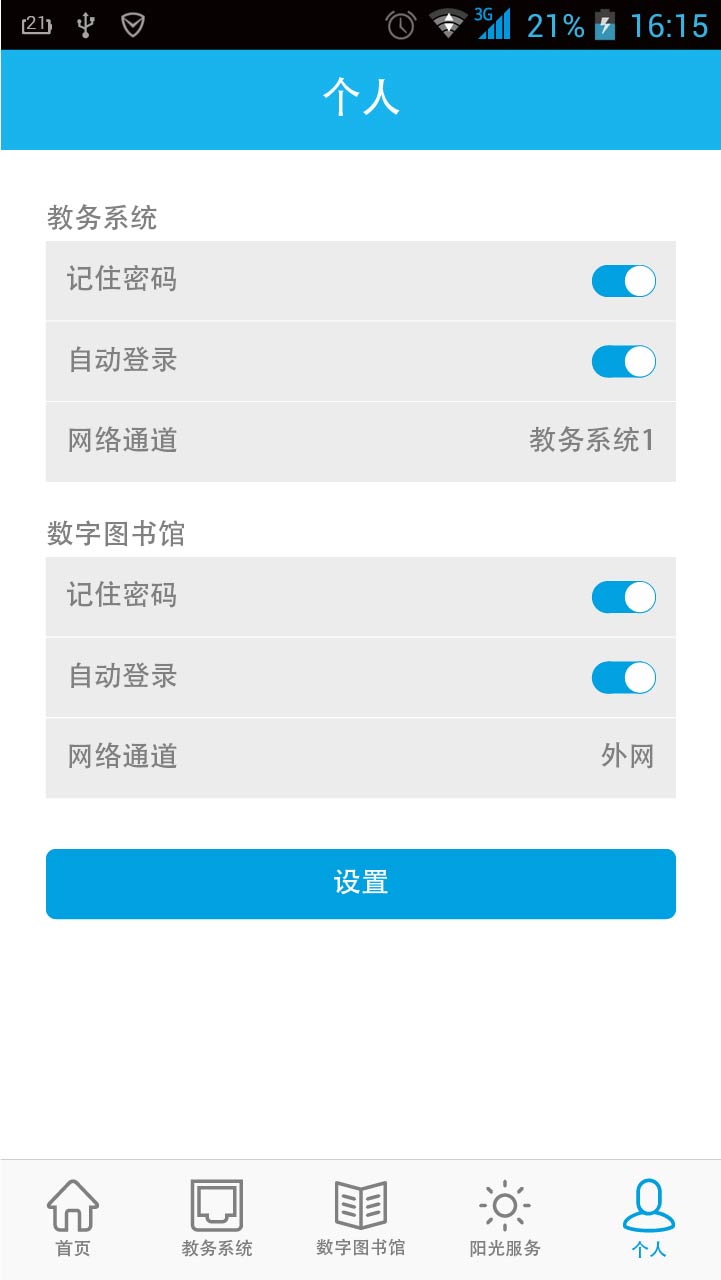 21 3G 21% 16:15
个人
教务系统
记住密码
自动登录
网络通道 教务系统1
数字图书馆
记住密码
自动登录
网络通道 外网
设置
首页 教务系统 数字图书馆 阳光服务 个人